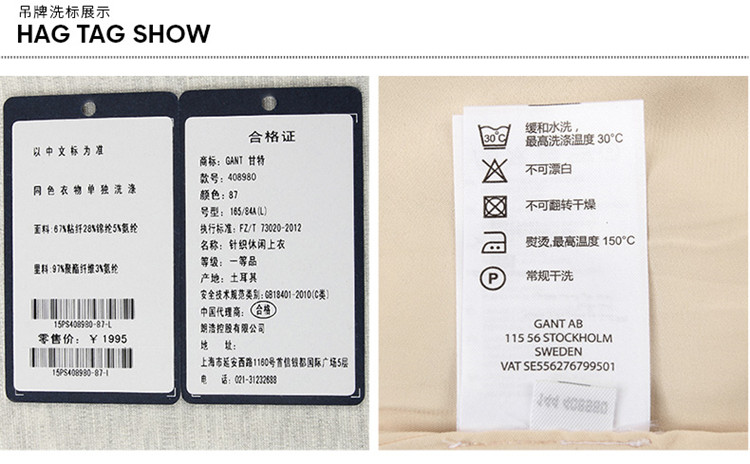 吊牌洗标展示
HAG TAG SHOW
以中文标为准
同色衣物单独洗涤
面料:67%粘纤28%锦纶5%氨纶
里料:97%聚酯纤维3%氨纶
15PS408980-87-L
零售价: ¥ 1995
15PS408980-87-L
合格证
商标: GANT 甘特
款号: 408980
颜色: 87
号型: 165/84A(L)
执行标准: FZ/T 73020-2012
名称: 针织休闲上衣
等级: 一等品
产地: 土耳其
安全技术规范类别:GB18401-2010(C类)
中国代理商: 合格
朗浩控股有限公司
地 址:
上海市延安西路1160号首信银都国际广场5层
电 话: 021-31232688
30°C
缓和水洗,
最高洗涤温度 30°C
不可漂白
不可翻转干燥
熨烫,最高温度 150°C
P
常规干洗
GANT AB
115 56 STOCKHOLM
SWEDEN
VAT SE556276799501
144 408980